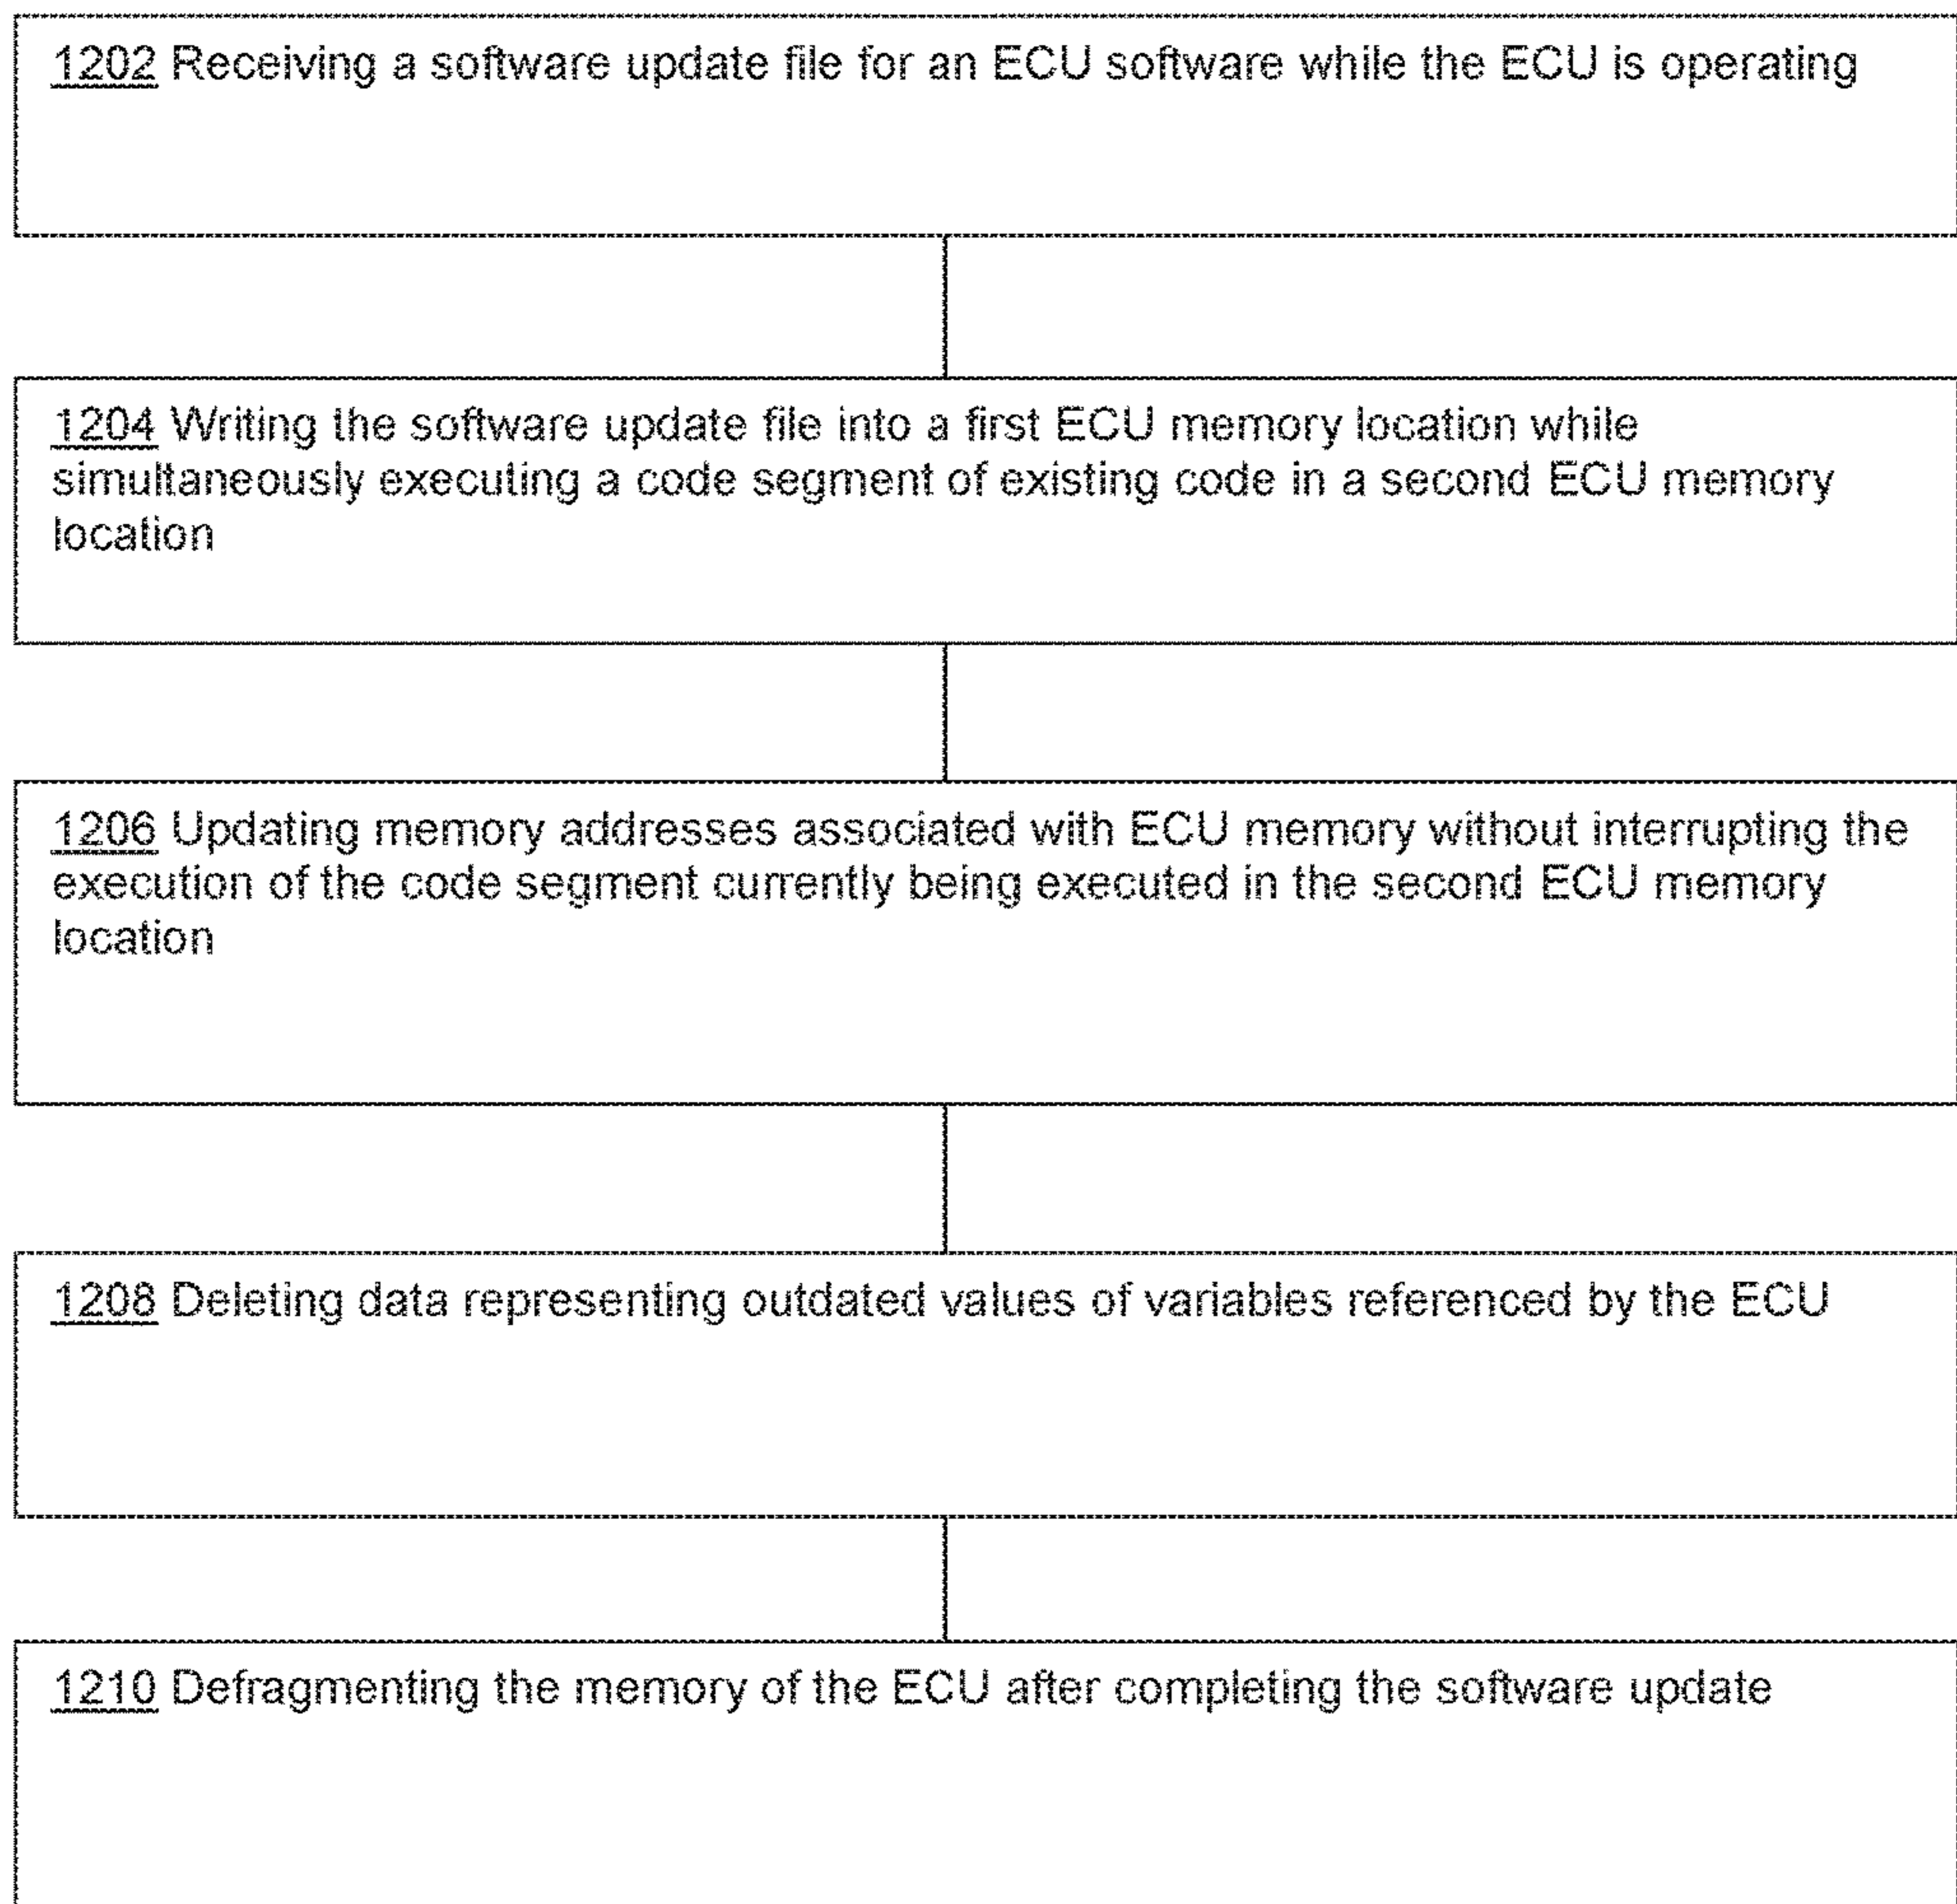 1202 Receiving a software update file for an ECU software while the ECU is operating
1204 Writing the software update file into a first ECU memory location while
simultaneously executing a code segment of existing code in a second ECU memory
location
1206 Updating memory addresses associated with ECU memory without interrupting the
execution of the code segment currently being executed in the second ECU memory
location
1208 Deleting data representing outdated values of variables referenced by the ECU
1210 Defragmenting the memory of the ECU after completing the software update